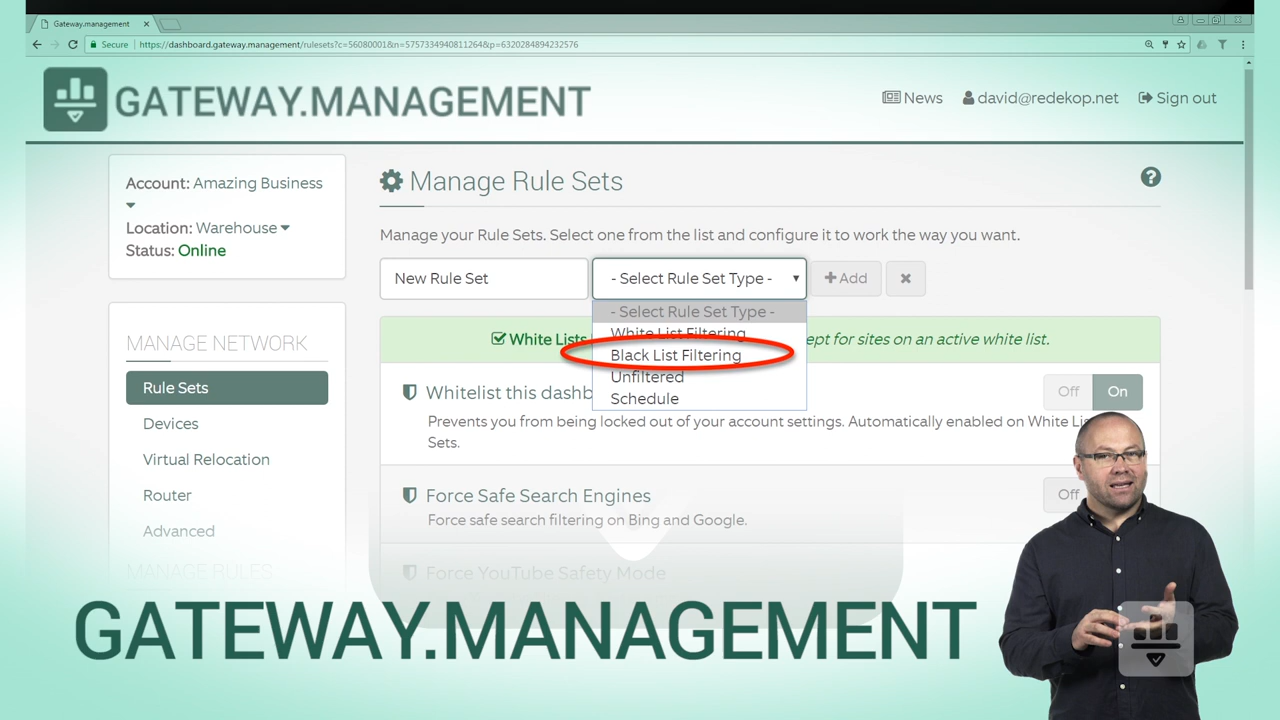 Gateway.management
Secure https://dashboard.gateway.management/rulesets?c=56080001&n=5757334940811264&p=6320284894232576
GATEWAY.MANAGEMENT
News david@redekop.net Sign out
Account: Amazing Business
Location: Warehouse
Status: Online
Manage Rule Sets
Manage your Rule Sets. Select one from the list and configure it to work the way you want.
New Rule Set
- Select Rule Set Type -
Add
- Select Rule Set Type -
White List Filtering
Black List Filtering
Unfiltered
Schedule
White Lists
ept for sites on an active white list.
MANAGE NETWORK
Rule Sets
Devices
Virtual Relocation
Router
Advanced
MANAGE RULES
Whitelist this dashb
Off On
Prevents you from being locked out of your account settings. Automatically enabled on White Li
Sets.
Force Safe Search Engines
Off
Force safe search filtering on Bing and Google.
Force YouTube Safety Mode
GATEWAY.MANAGEMENT